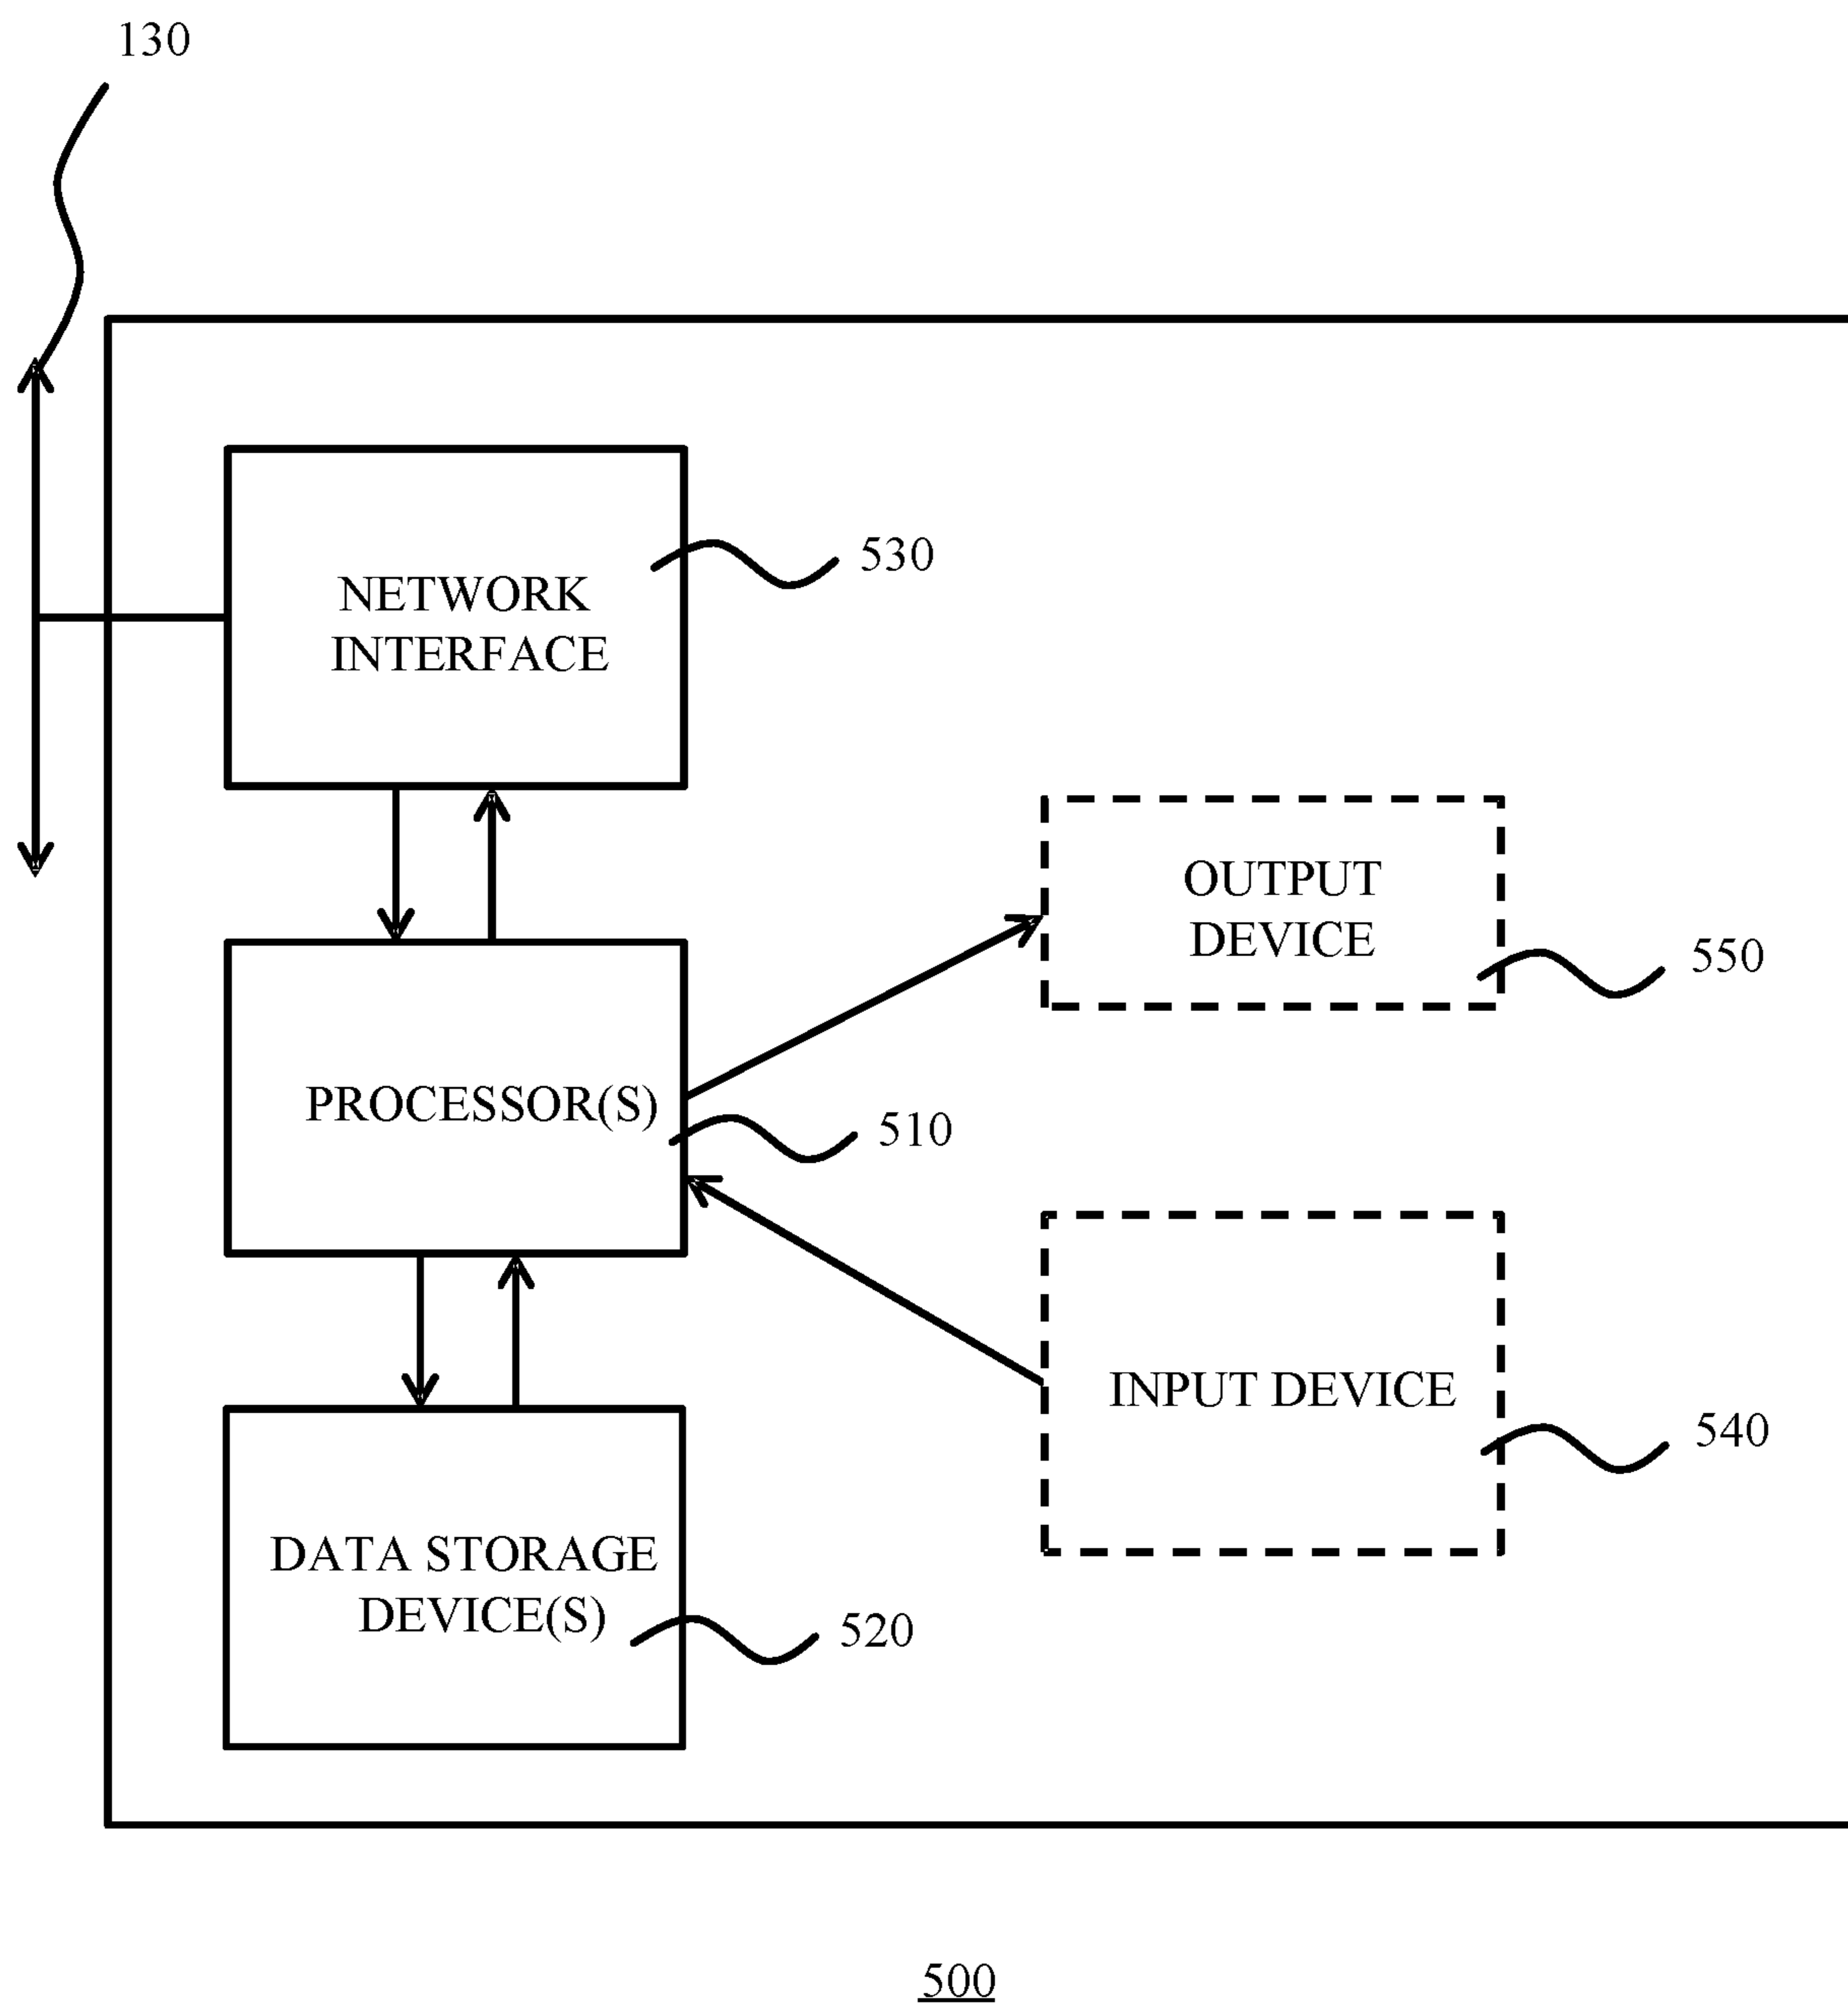 130
NETWORK
INTERFACE
530
OUTPUT
DEVICE
550
PROCESSOR(S)
510
INPUT DEVICE
540
DATA STORAGE
DEVICE(S)
520
500